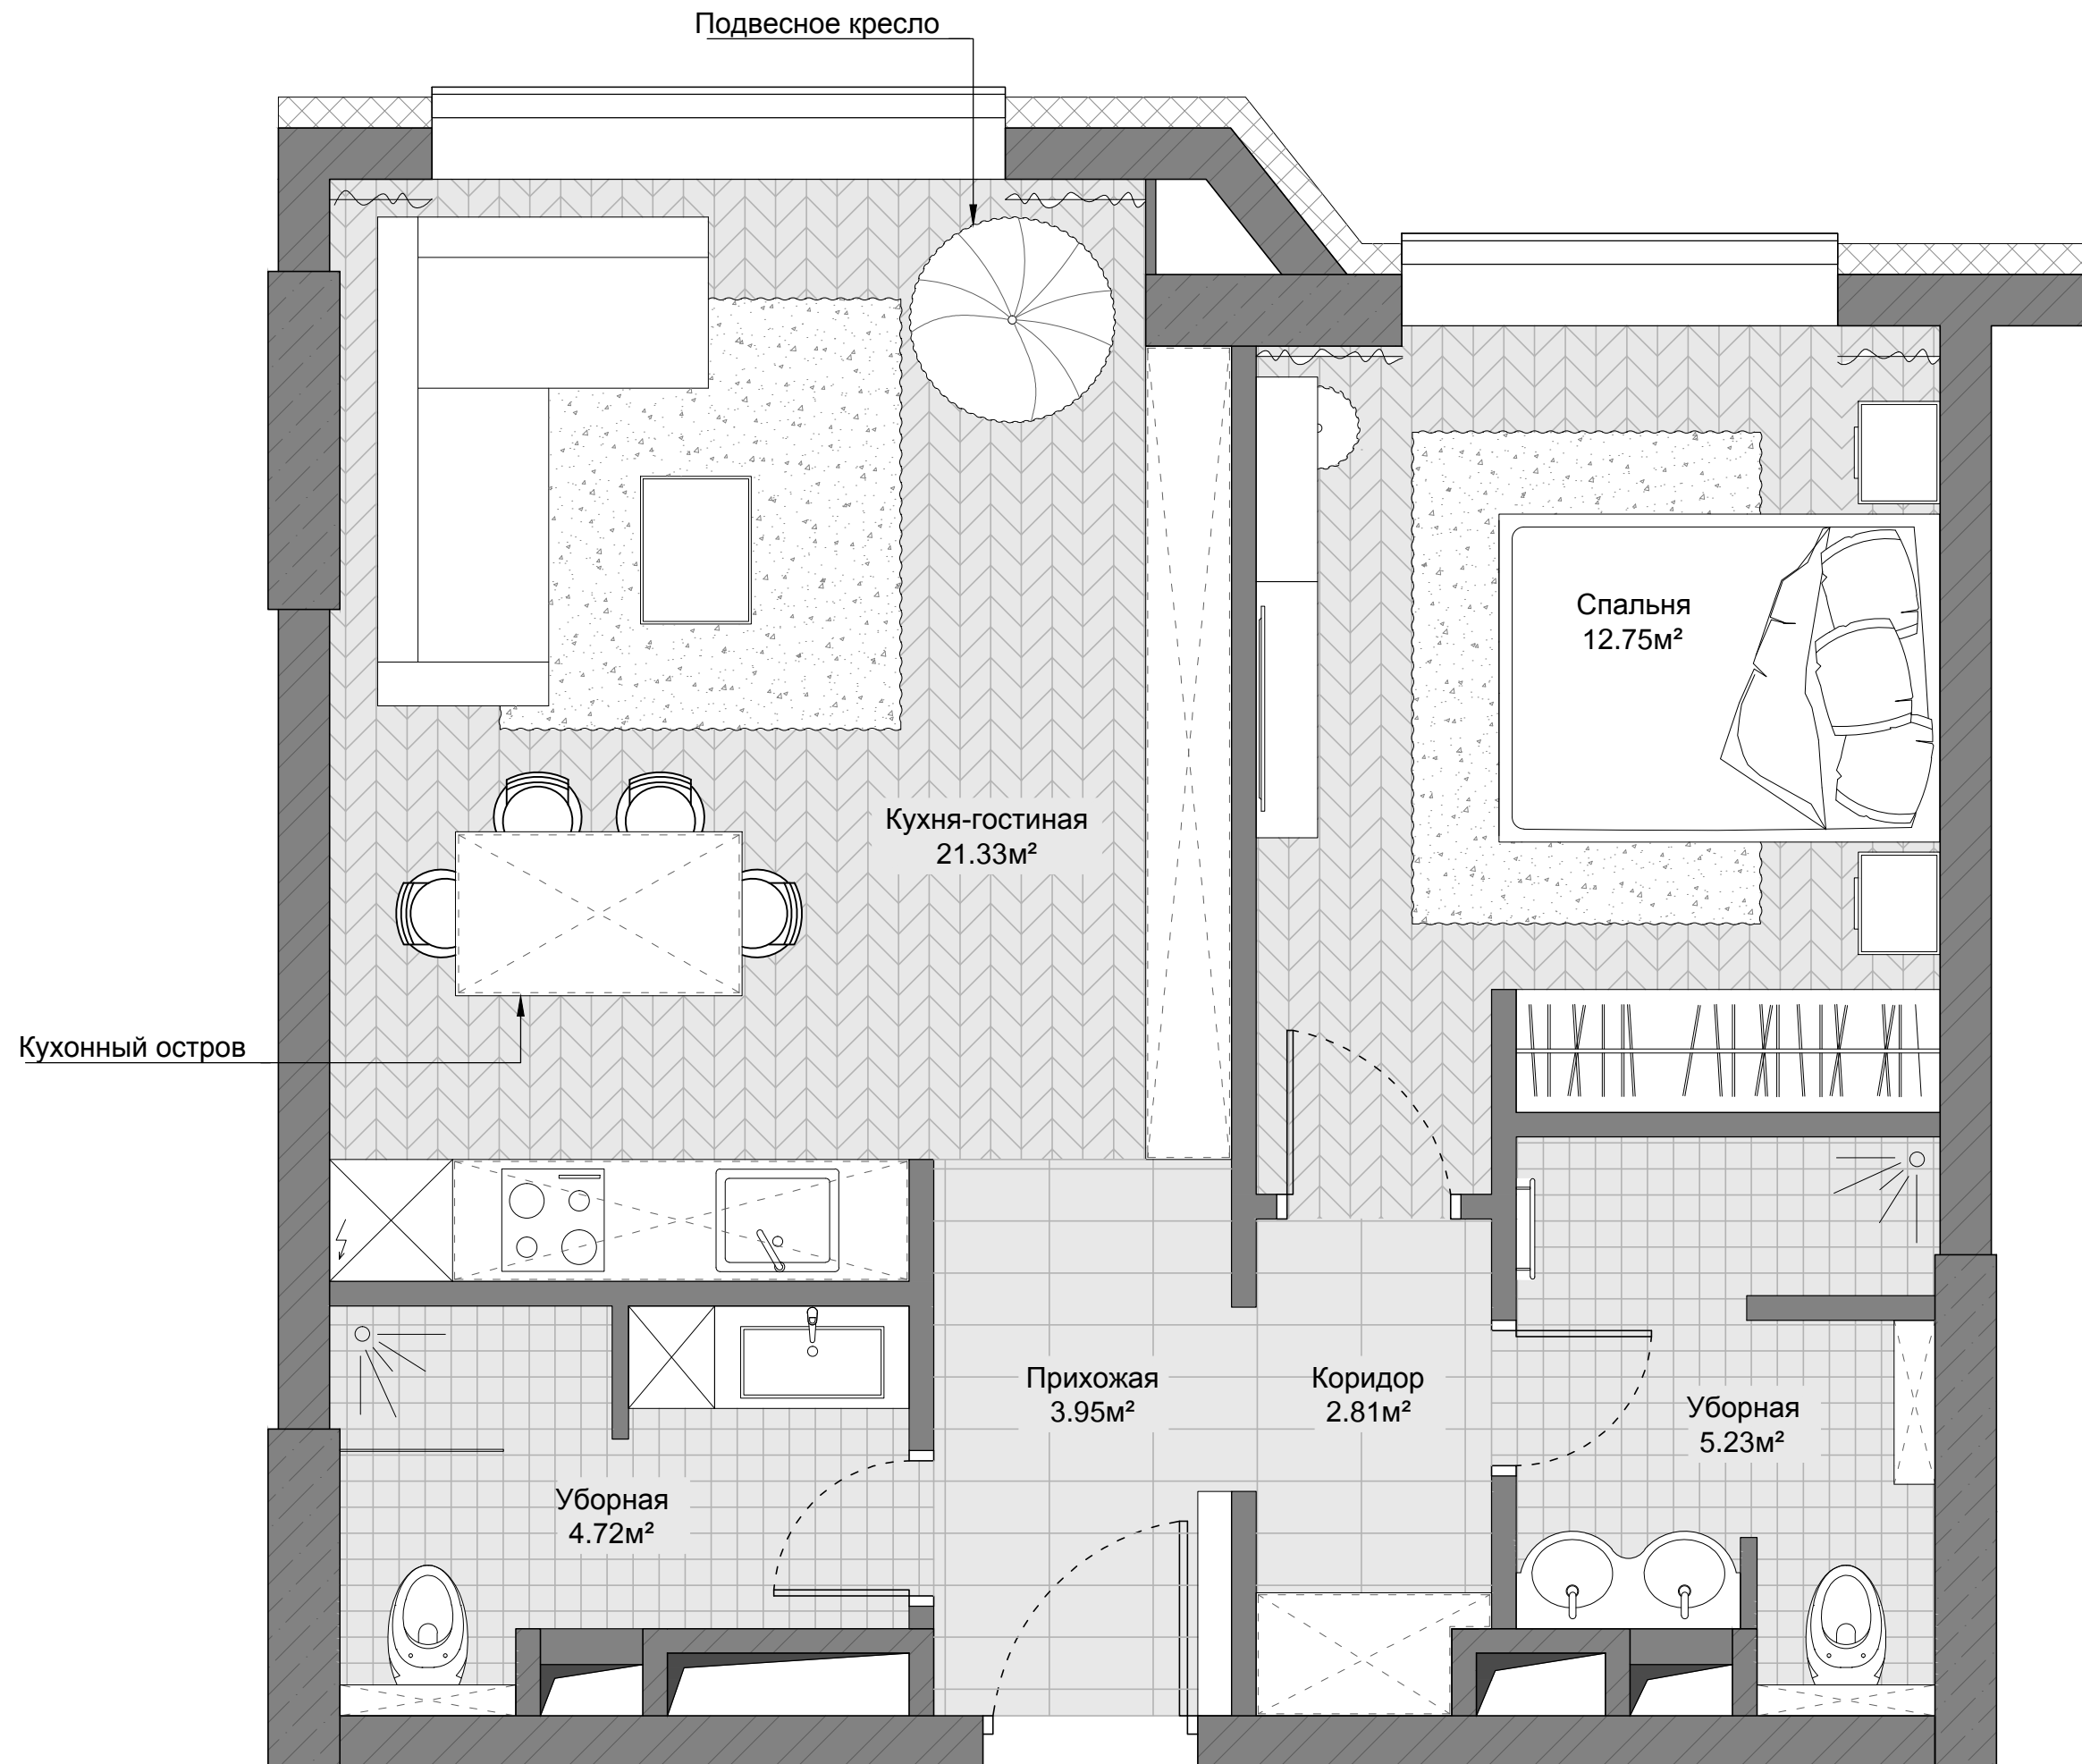 Подвесное кресло
Спальня
12.75м²
Кухня-гостиная
21.33м²
Кухонный остров
Прихожая
3.95м²
Коридор
2.81м²
Уборная
5.23м²
Уборная
4.72м²